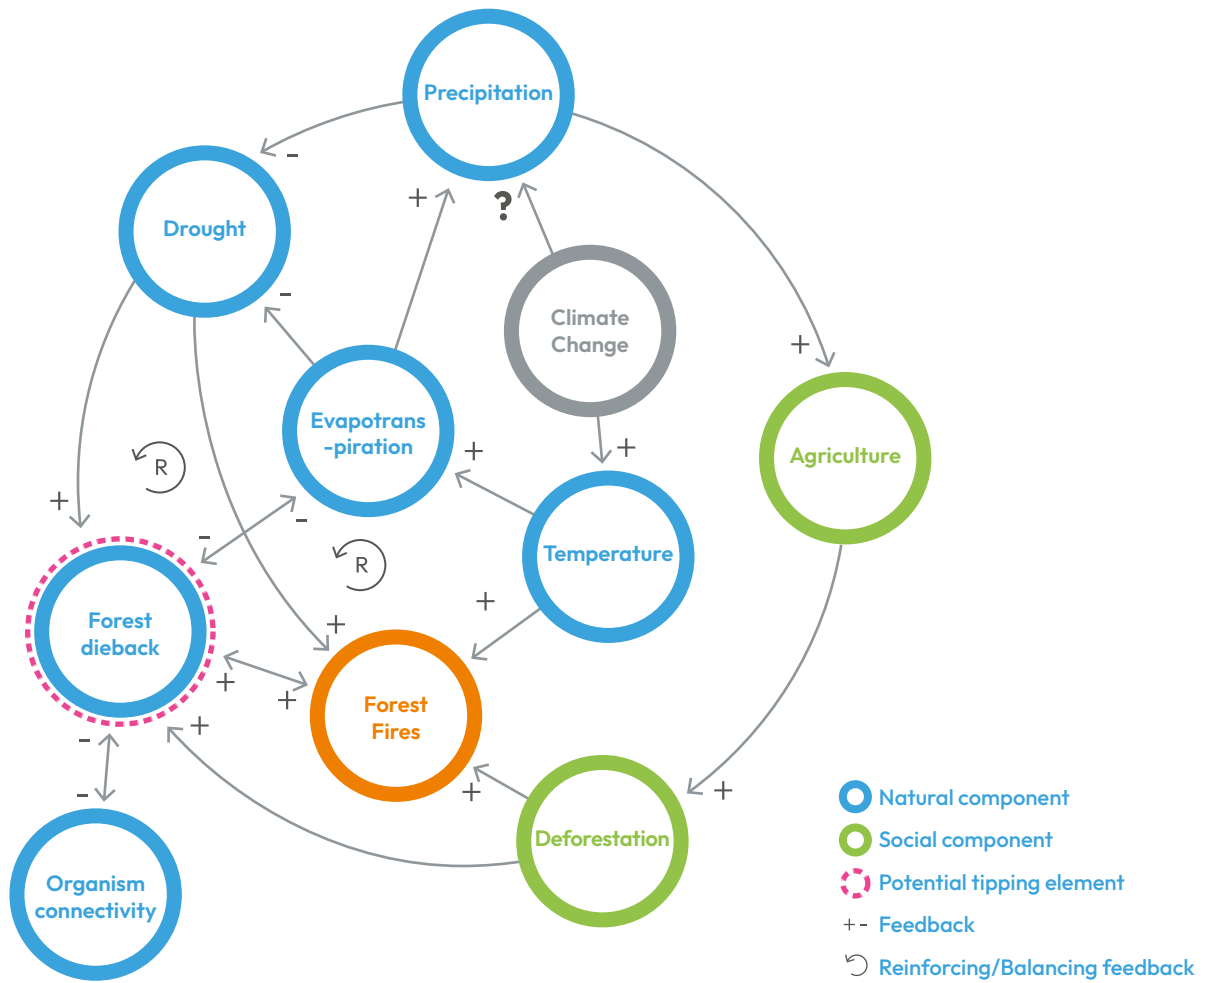 Precipitation
-
Drought
+
?
-
Climate
Change
+
Evapotrans
-piration
+
+
Agriculture
R
+
-
-
R
Temperature
+
+
Forest
dieback
+
+
Forest
Fires
+
-
-
+
+
Deforestation
Organism
connectivity
Natural component
Social component
Potential tipping element
+ - Feedback
Reinforcing/Balancing feedback